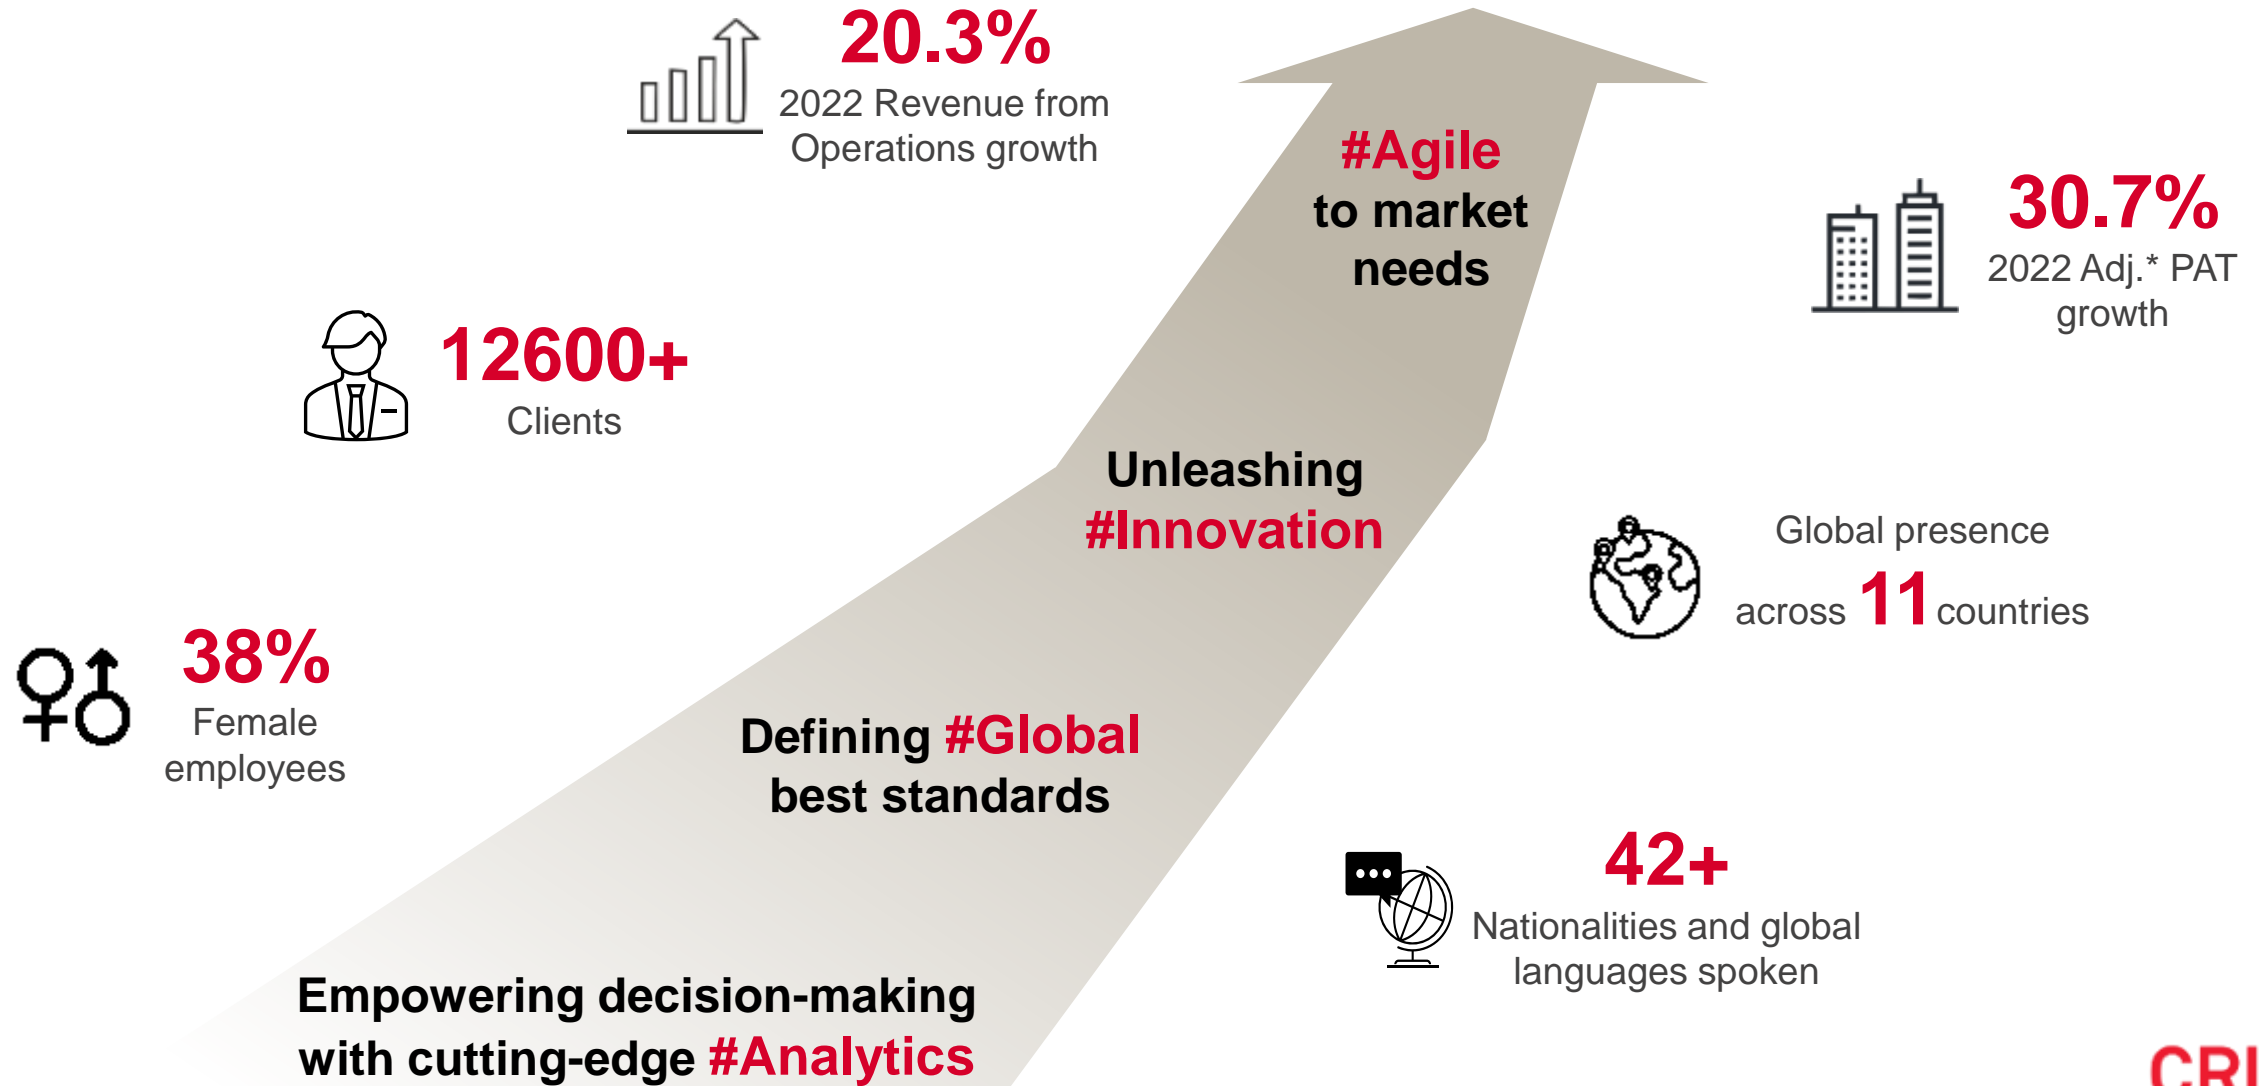 20.3%
2022 Revenue from
Operations growth
#Agile
to market
needs
30.7%
2022 Adj.* PAT
growth
12600+
Clients
Unleashing
#Innovation
Global presence
across 11 countries
38%
Female
employees
Defining #Global
best standards
42+
Nationalities and global
languages spoken
Empowering decision-making
with cutting-edge #Analytics